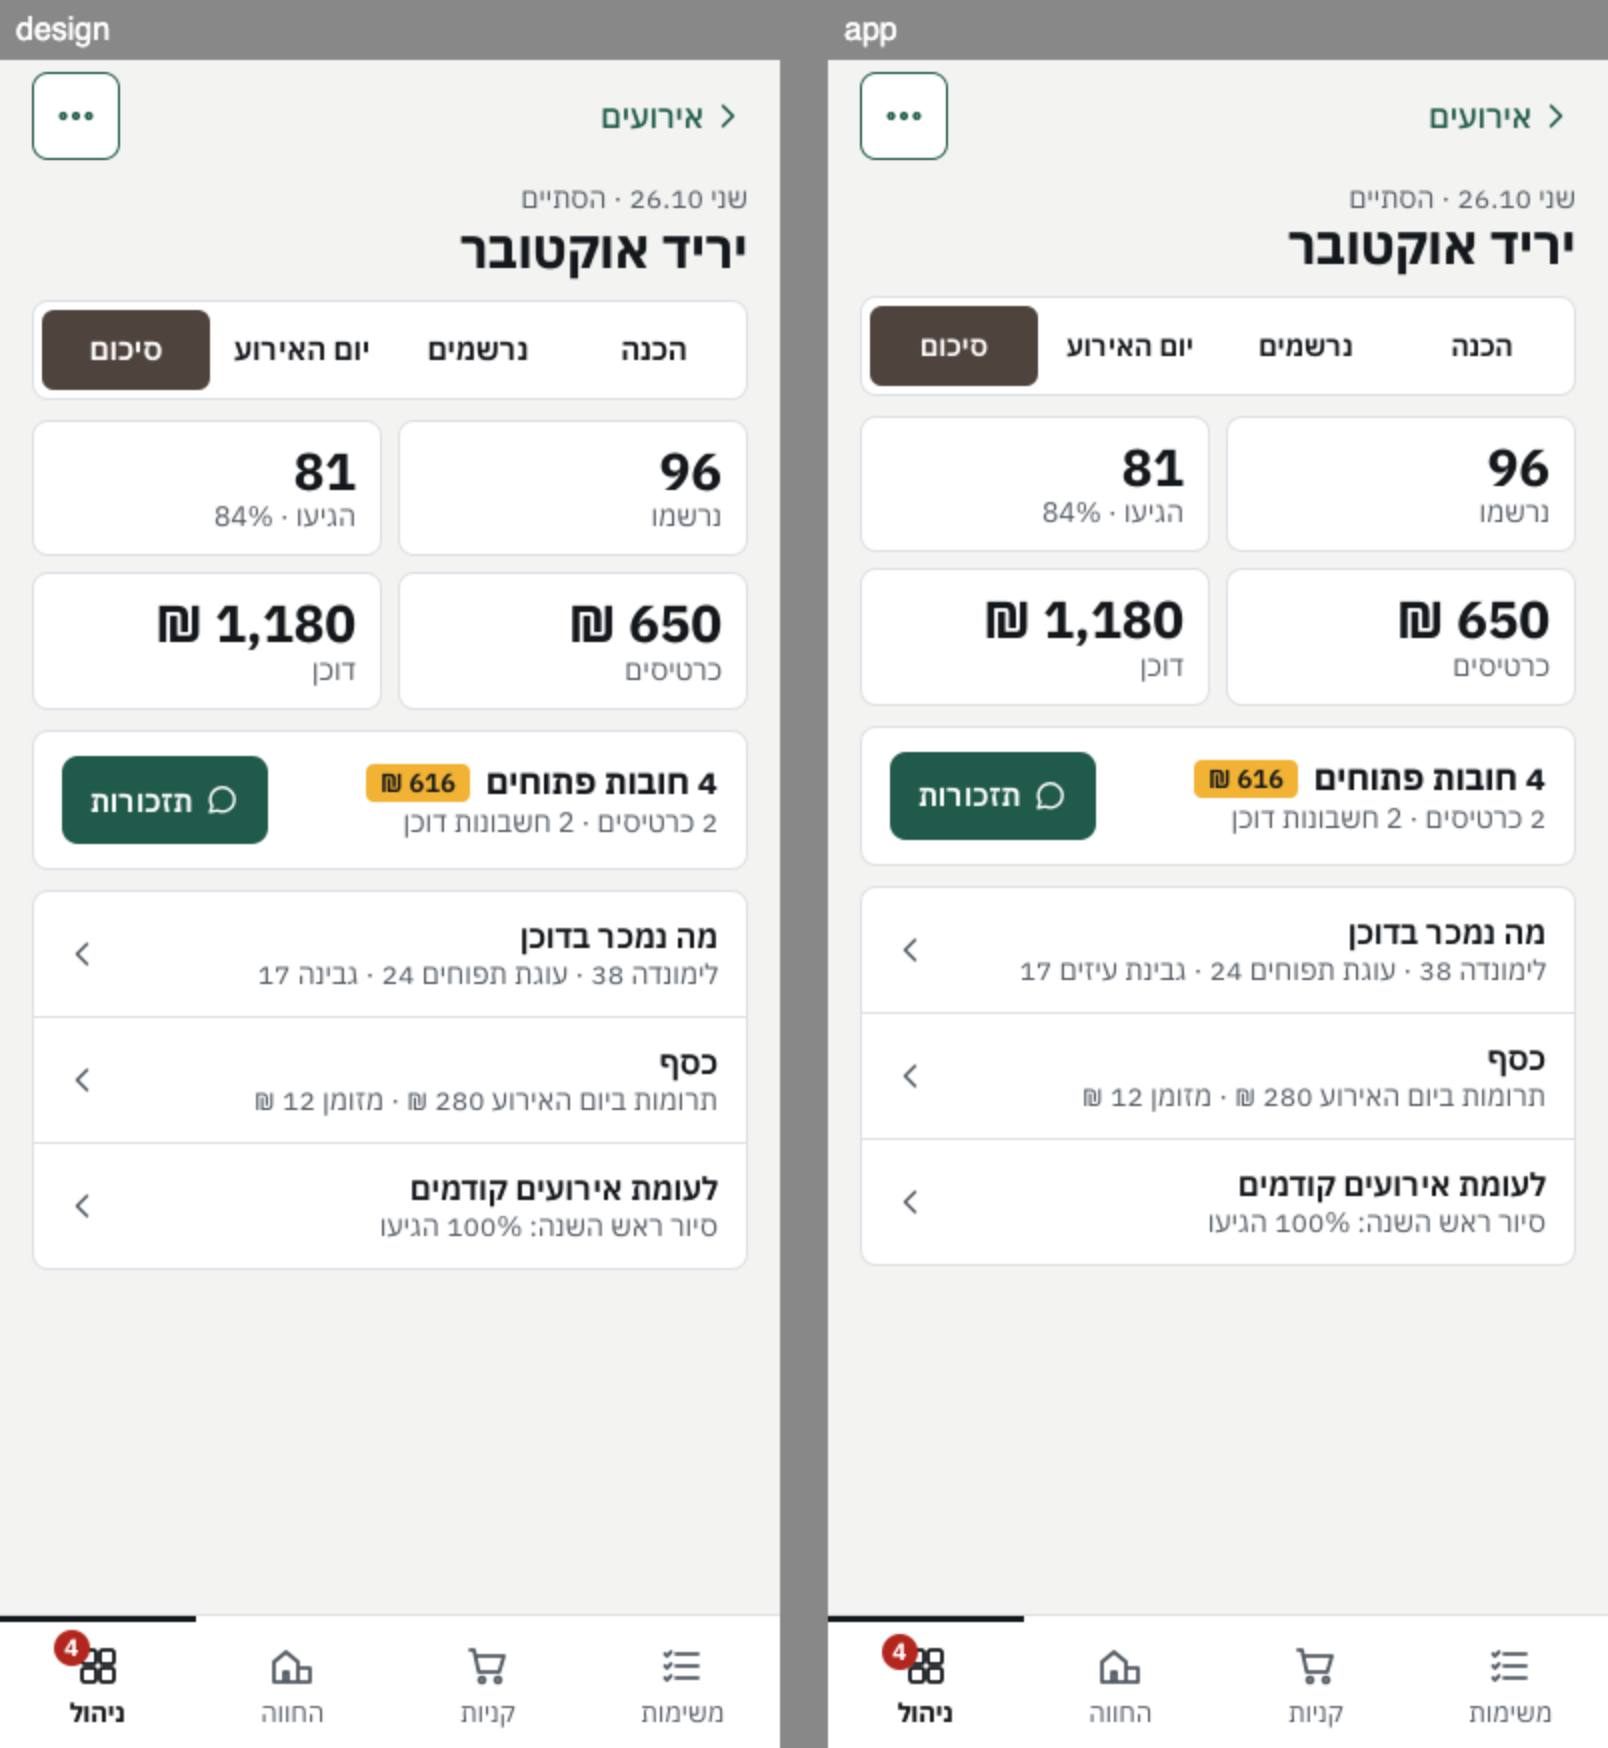 design
אירועים
שני 26.10 · הסתיים
יריד אוקטובר
הכנה נרשמים יום האירוע סיכום
96
נרשמו
81
הגיעו · 84%
650 ₪
כרטיסים
1,180 ₪
דוכן
4 חובות פתוחים 616 ₪
2 כרטיסים · 2 חשבונות דוכן
תזכורות
מה נמכר בדוכן
לימונדה 38 · עוגת תפוחים 24 · גבינה 17
כסף
תרומות ביום האירוע 280 ₪ · מזומן 12 ₪
לעומת אירועים קודמים
סיור ראש השנה: 100% הגיעו
4
משימות קניות החווה ניהול
app
אירועים
שני 26.10 · הסתיים
יריד אוקטובר
הכנה נרשמים יום האירוע סיכום
96
נרשמו
81
הגיעו · 84%
650 ₪
כרטיסים
1,180 ₪
דוכן
4 חובות פתוחים 616 ₪
2 כרטיסים · 2 חשבונות דוכן
תזכורות
מה נמכר בדוכן
לימונדה 38 · עוגת תפוחים 24 · גבינת עיזים 17
כסף
תרומות ביום האירוע 280 ₪ · מזומן 12 ₪
לעומת אירועים קודמים
סיור ראש השנה: 100% הגיעו
4
משימות קניות החווה ניהול